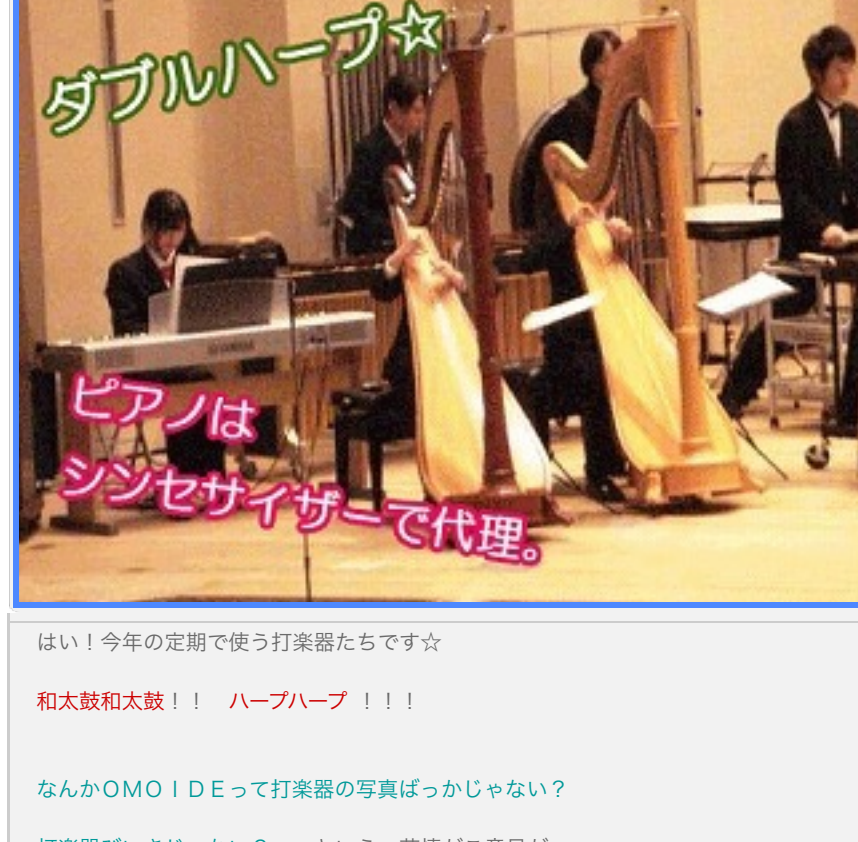 ダブルハープ☆
ピアノは
シンセサイザーで代理。
はい！今年の定期で使う打楽器たちです☆
和太鼓和太鼓！！　ハープハープ ！！！
なんかＯＭＯＩＤＥって打楽器の写真ばっかじゃない？